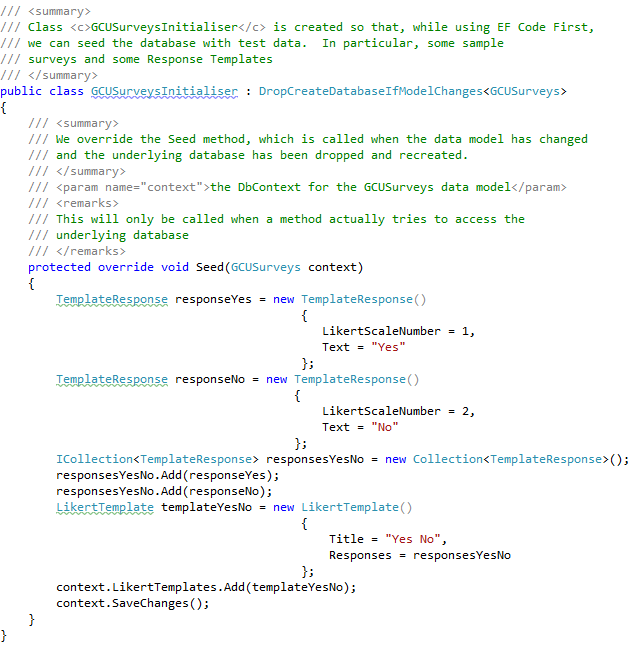 /// <summary>
/// Class <c>GCUSurveysInitialiser</c> is created so that, while using EF Code First,
/// we can seed the database with test data.  In particular, some sample
/// surveys and some Response Templates
/// </summary>
public class GCUSurveysInitialiser : DropCreateDatabaseIfModelChanges<GCUSurveys>
{
    /// <summary>
    /// We override the Seed method, which is called when the data model has changed
    /// and the underlying database has been dropped and recreated.
    /// </summary>
    /// <param name="context">the DbContext for the GCUSurveys data model</param>
    /// <remarks>
    /// This will only be called when a method actually tries to access the
    /// underlying database
    /// </remarks>
    protected override void Seed(GCUSurveys context)
    {
        TemplateResponse responseYes = new TemplateResponse()
                                           {
                                              LikertScaleNumber = 1,
                                              Text = "Yes"
                                           };
        TemplateResponse responseNo = new TemplateResponse()
                                          {
                                              LikertScaleNumber = 2,
                                              Text = "No"
                                          };
        ICollection<TemplateResponse> responsesYesNo = new Collection<TemplateResponse>();
        responsesYesNo.Add(responseYes);
        responsesYesNo.Add(responseNo);
        LikertTemplate templateYesNo = new LikertTemplate()
                                           {
                                               Title = "Yes No",
                                               Responses = responsesYesNo
                                           };
        context.LikertTemplates.Add(templateYesNo);
        context.SaveChanges();
    }
}